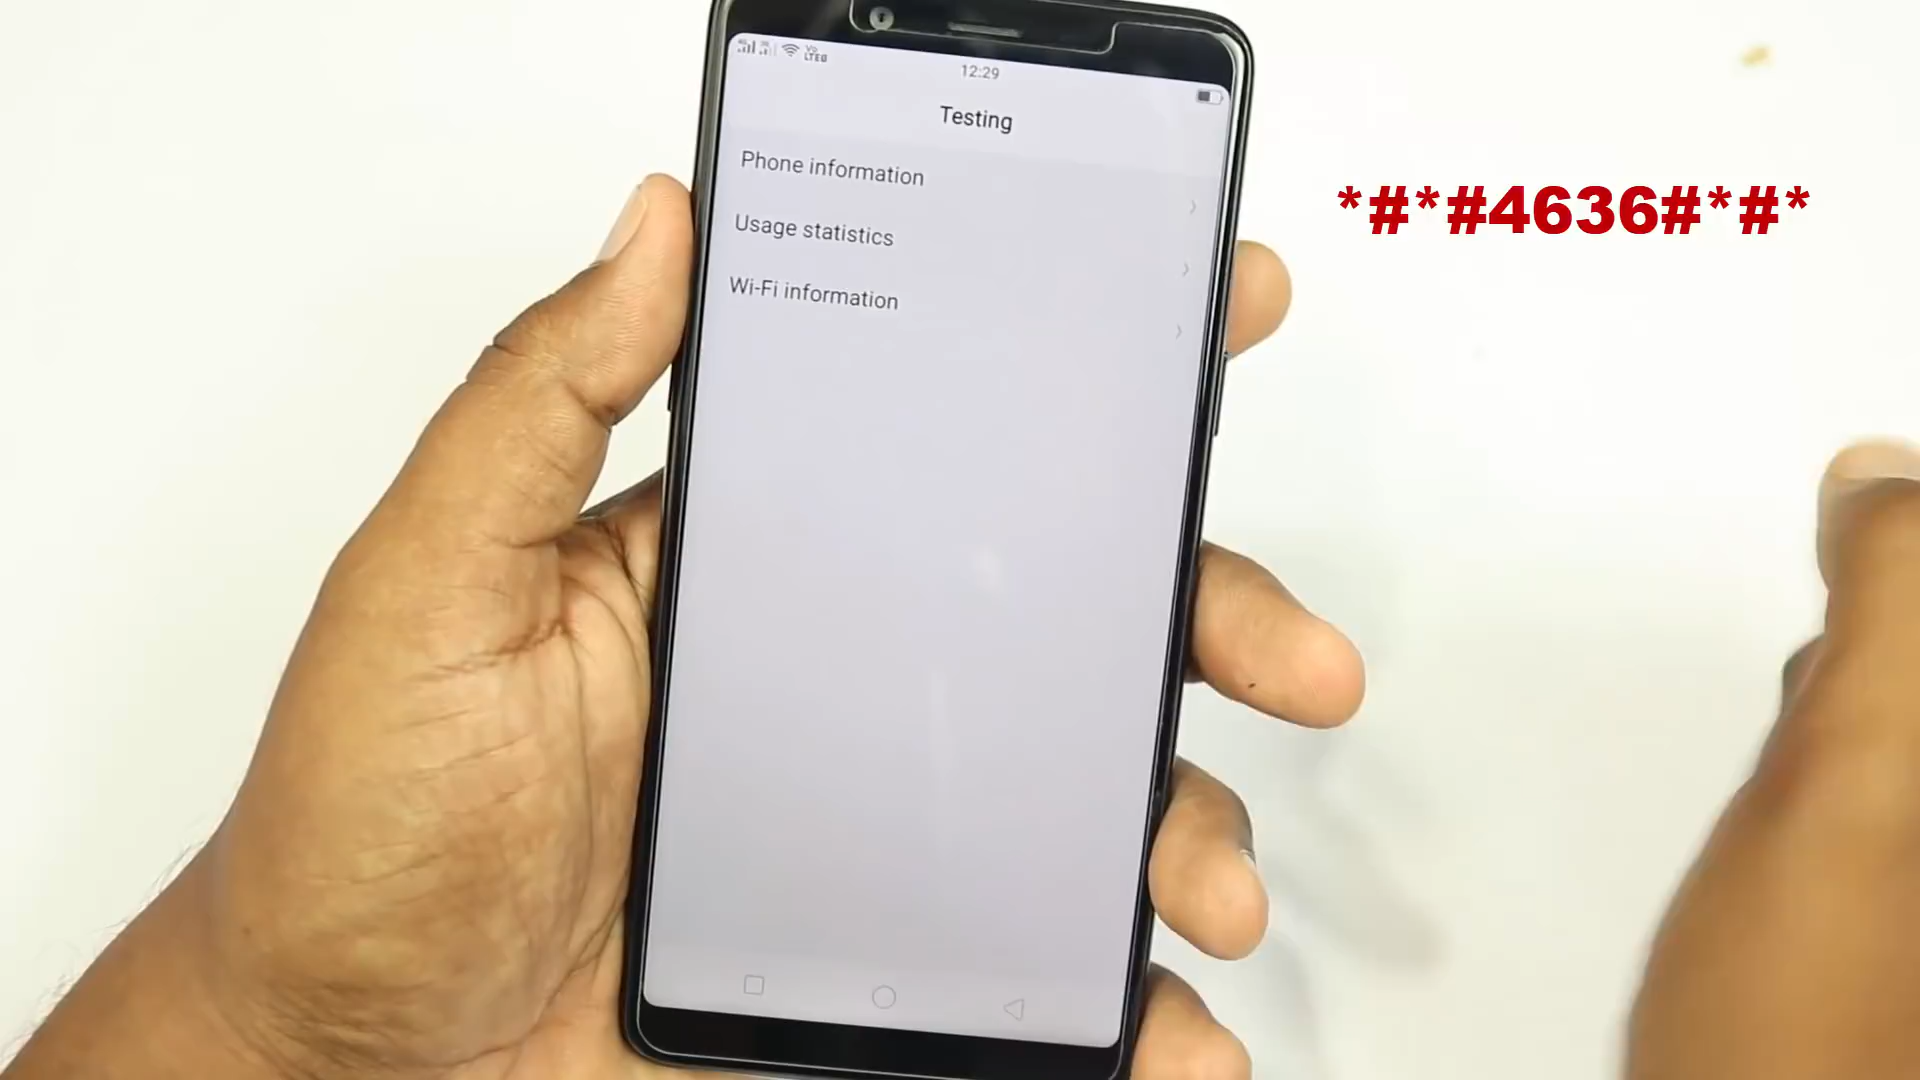 12:29
Testing
Phone information
Usage statistics
Wi-Fi information
*#*#4636#*#*